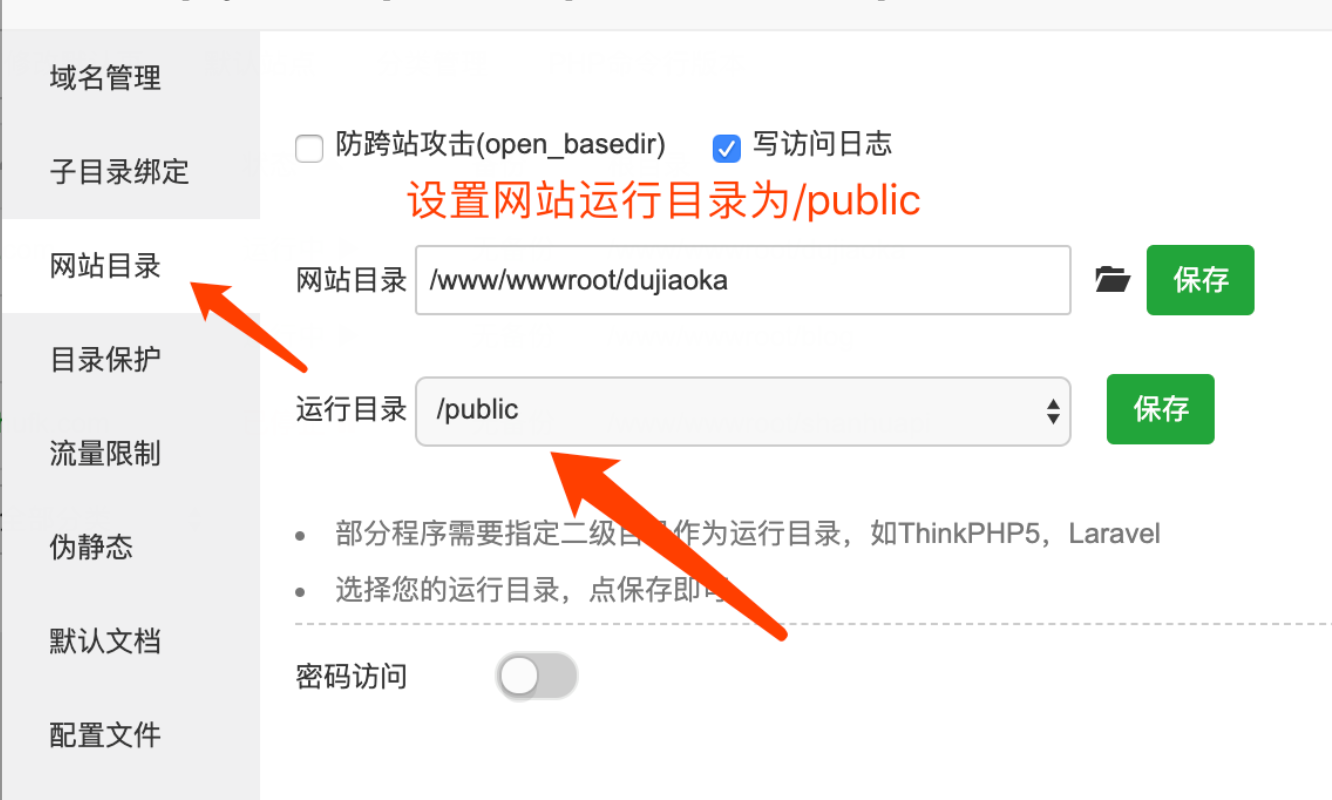 域名管理
子目录绑定
网站目录
目录保护
流量限制
伪静态
默认文档
配置文件
防跨站攻击(open_basedir) 写访问日志
设置网站运行目录为/public
网站目录 /www/wwwroot/dujiaoka 保存
运行目录 /public 保存
部分程序需要指定二级目录作为运行目录，如ThinkPHP5，Laravel
选择您的运行目录，点保存即可
密码访问